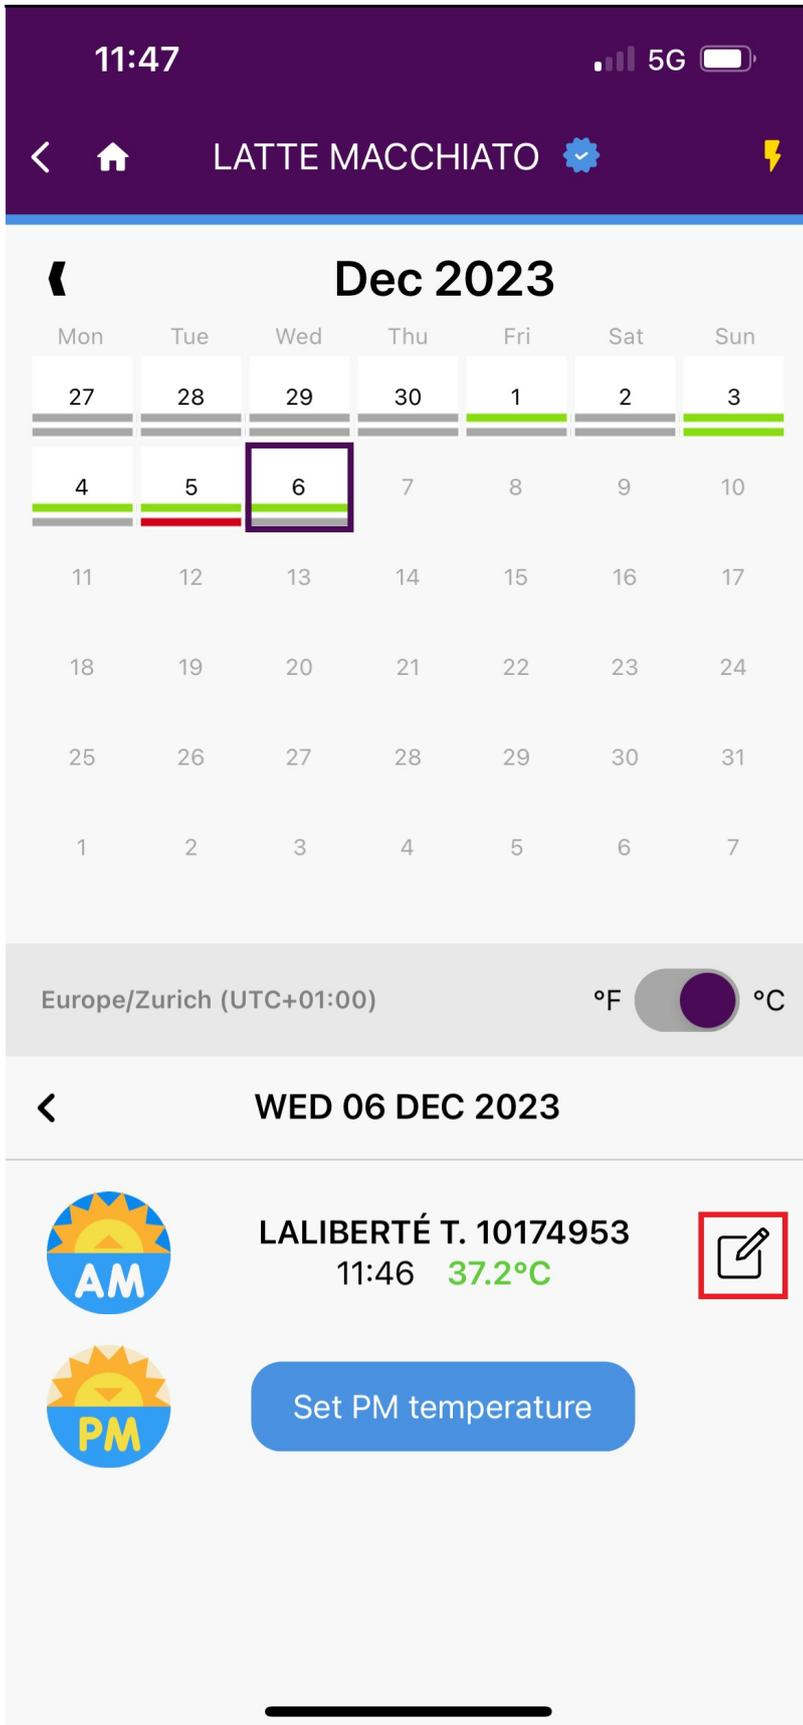 11:47 5G
LATTE MACCHIATO
Dec 2023
Mon Tue Wed Thu Fri Sat Sun
27 28 29 30 1 2 3
4 5 6 7 8 9 10
11 12 13 14 15 16 17
18 19 20 21 22 23 24
25 26 27 28 29 30 31
1 2 3 4 5 6 7
Europe/Zurich (UTC+01:00) °F °C
WED 06 DEC 2023
AM
LALIBERTÉ T. 10174953
11:46 37.2°C
PM
Set PM temperature